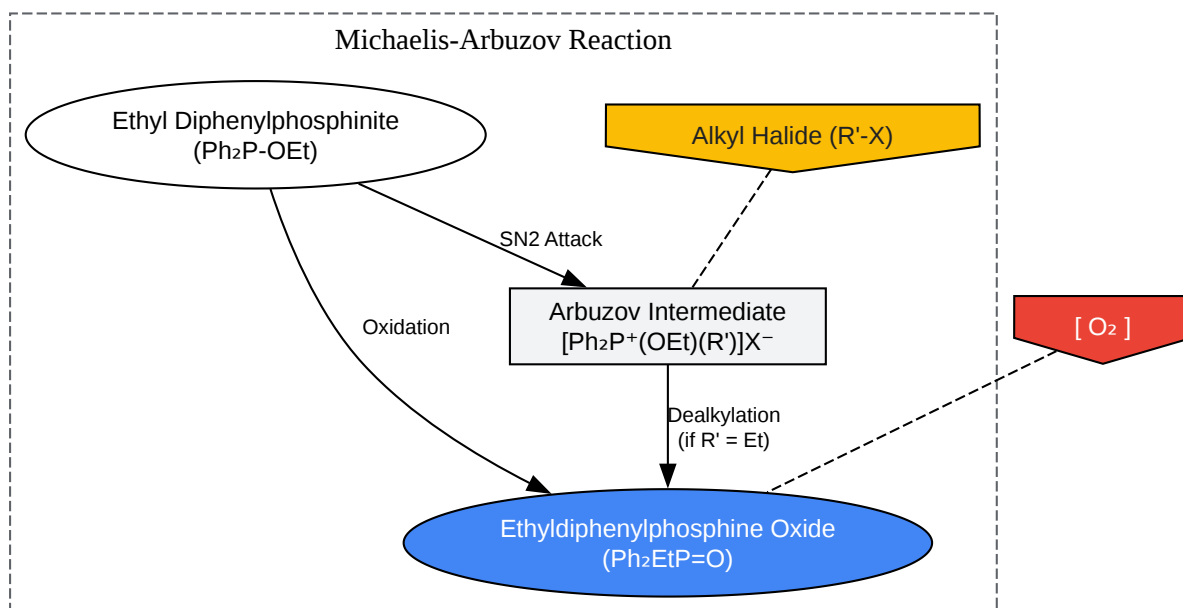 Michaelis-Arbuzov Reaction
Ethyl Diphenylphosphinite
(Ph₂P-OEt)
Alkyl Halide (R'-X)
SN2 Attack
Oxidation
Arbuzov Intermediate
[Ph₂P⁺(OEt)(R')]X⁻
[ O₂ ]
Dealkylation
(if R' = Et)
Ethyldiphenylphosphine Oxide
(Ph₂EtP=O)